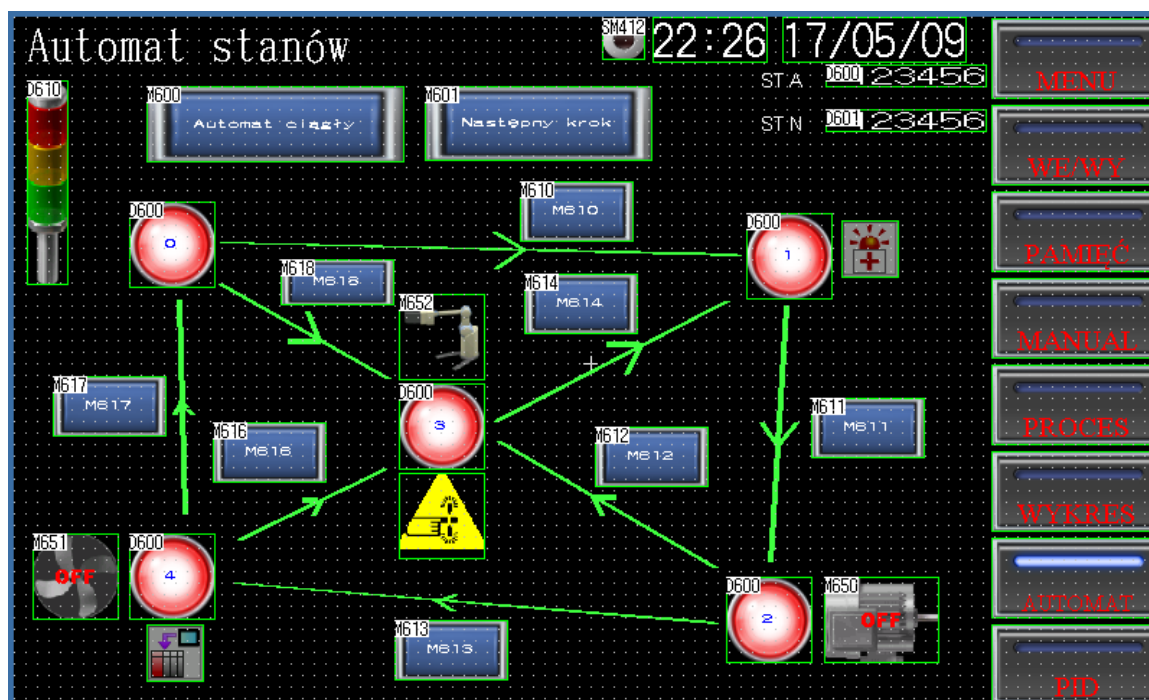 Automat stanów
SM412
22:26
17/05/09
MENU
D610
M600
Automat ciągły
M601
Następny krok
ST.A
D600
123456
ST.N
D601
123456
WE/WY
M610
M610
D600
0
D600
1
PAMIĘĆ
M618
M618
M614
M614
M652
MANUAL
M617
M617
D600
3
M611
M611
PROCES
M616
M616
M612
M612
WYKRES
M651
OFF
D600
4
D600
2
M650
OFF
AUTOMAT
M613
M613
PID